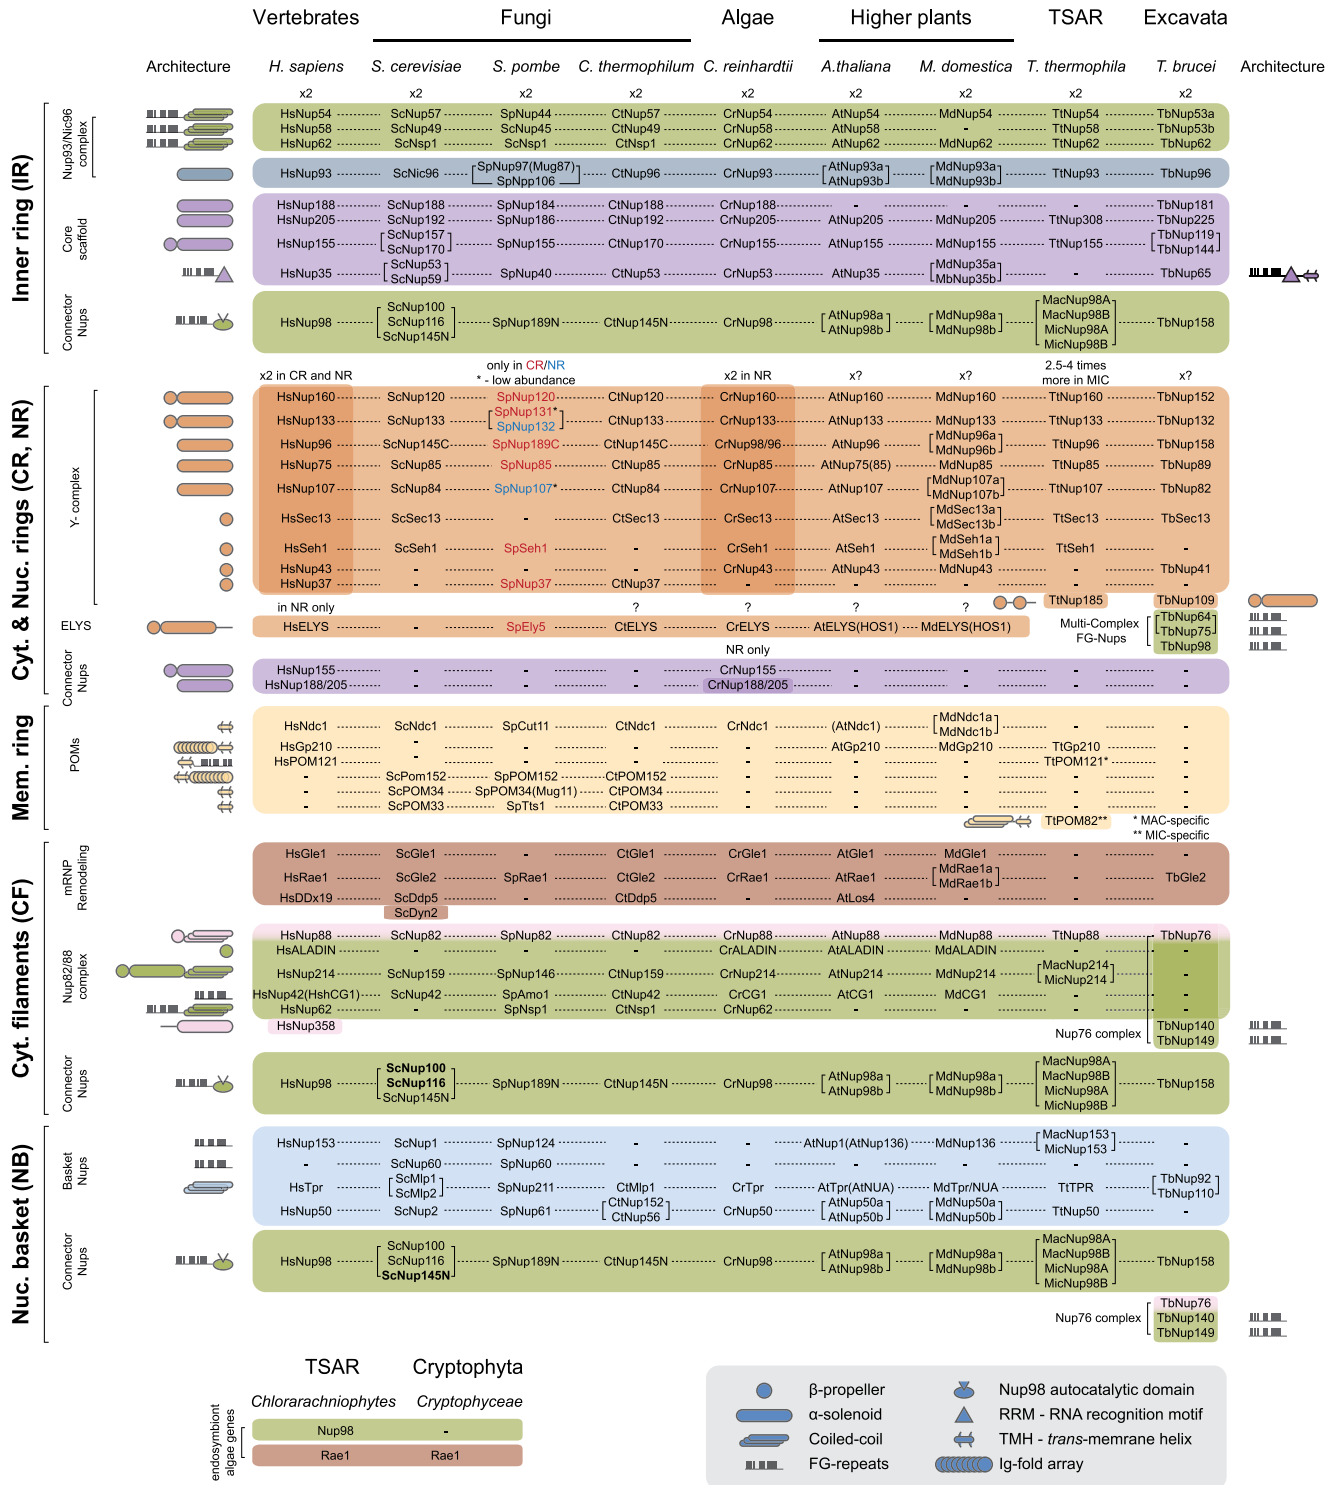 Vertebrates Fungi Algae Higher plants TSAR Excavata
Architecture H. sapiens S. cerevisiae S. pombe C. thermophilum C. reinhardtii A.thaliana M. domestica T. thermophila T. brucei Architecture
x2 x2 x2 x2 x2 x2 x2 x2 x2
Inner ring (IR)
Nup93/Nic96
complex
HsNup54 ScNup57 SpNup44 CtNup57 CrNup54 AtNup54 MdNup54 TtNup54 TbNup53a
HsNup58 ScNup49 SpNup45 CtNup49 CrNup58 AtNup58 - TtNup58 TbNup53b
HsNup62 ScNsp1 ScNsp1 CtNsp1 CrNup62 AtNup62 MdNup62 TtNup62 TbNup62
SpNup97(Mug87) AtNup93a MdNup93a
HsNup93 ScNic96 CtNup96 CrNup93 TtNup93 TbNup96
SpNpp106 AtNup93b MdNup93b
Core
scaffold
HsNup188 ScNup188 SpNup184 CtNup188 CrNup188 - - - TbNup181
HsNup205 ScNup192 SpNup186 CtNup192 CrNup205 AtNup205 MdNup205 TtNup308 TbNup225
ScNup157 TbNup119
HsNup155 SpNup155 CtNup170 CrNup155 AtNup155 MdNup155 TtNup155
ScNup170 TbNup144
ScNup53 MdNup35a
HsNup35 SpNup40 CtNup53 CrNup53 AtNup35 - TbNup65
ScNup59 MbNup35b
Connector
Nups
ScNup100 MacNup98A
ScNup116 AtNup98a MdNup98a MacNup98B
HsNup98 SpNup189N CtNup145N CrNup98 TbNup158
ScNup145N AtNup98b MdNup98b MicNup98A
MicNup98B
Cyt. & Nuc. rings (CR, NR)
only in CR/NR 2.5-4 times
x2 in CR and NR * - low abundance x2 in NR x? x? more in MIC x?
Y- complex
HsNup160 ScNup120 SpNup120 CtNup120 CrNup160 AtNup160 MdNup160 TtNup160 TbNup152
SpNup131*
HsNup133 ScNup133 CtNup133 CrNup133 AtNup133 MdNup133 TtNup133 TbNup132
SpNup132
MdNup96a
HsNup96 ScNup145C SpNup189C CtNup145C CrNup98/96 AtNup96 TtNup96 TbNup158
MdNup96b
HsNup75 ScNup85 SpNup85 CtNup85 CrNup85 AtNup75(85) MdNup85 TtNup85 TbNup89
MdNup107a
HsNup107 ScNup84 SpNup107* CtNup84 CrNup107 AtNup107 TtNup107 TbNup82
MdNup107b
MdSec13a
HsSec13 ScSec13 - CtSec13 CrSec13 AtSec13 TtSec13 TbSec13
MdSec13b
MdSeh1a
HsSeh1 ScSeh1 SpSeh1 - CrSeh1 AtSeh1 TtSeh1 -
MdSeh1b
HsNup43 - - - CrNup43 AtNup43 MdNup43 - TbNup41
HsNup37 - SpNup37 CtNup37 - - - - -
TtNup185 TbNup109
in NR only ? ? ? ?
ELYS
HsELYS - SpEly5 CtELYS CrELYS AtELYS(HOS1) MdELYS(HOS1)
Multi-Complex
FG-Nups
TbNup64
TbNup75
TbNup98
NR only
Connector
Nups
HsNup155 - - - CrNup155 - - - -
HsNup188/205 - - - CrNup188/205 - - - -
Mem. ring
POMs
MdNdc1a
HsNdc1 ScNdc1 SpCut11 CtNdc1 CrNdc1 (AtNdc1) - -
MdNdc1b
HsGp210 - - - - AtGp210 MdGp210 TtGp210 -
HsPOM121 - - - - - - TtPOM121* -
- ScPom152 SpPOM152 CtPOM152 - - - - -
- ScPOM34 SpPOM34(Mug11) CtPOM34 - - - - -
- ScPOM33 SpTts1 CtPOM33 - - - - -
TtPOM82** * MAC-specific
** MIC-specific
Cyt. filaments (CF)
mRNP
Remodeling
HsGle1 ScGle1 - CtGle1 CrGle1 AtGle1 MdGle1 - -
MdRae1a
HsRae1 ScGle2 SpRae1 CtGle2 CrRae1 AtRae1 - TbGle2
MdRae1b
HsDDx19 ScDdp5 - CtDdp5 - AtLos4 - - -
ScDyn2
Nup82/88
complex
HsNup88 ScNup82 SpNup82 CtNup82 CrNup88 AtNup88 MdNup88 TtNup88 TbNup76
HsALADIN - - - CrALADIN AtALADIN MdALADIN - -
MacNup214
HsNup214 ScNup159 SpNup146 CtNup159 CrNup214 AtNup214 MdNup214 -
MicNup214
HsNup42(HshCG1) ScNup42 SpAmo1 CtNup42 CrCG1 AtCG1 MdCG1 - -
HsNup62 - SpNsp1 CtNsp1 CrNup62 - - - -
HsNup358
Nup76 complex
TbNup140
TbNup149
Connector
Nups
ScNup100 MacNup98A
ScNup116 AtNup98a MdNup98a MacNup98B
HsNup98 SpNup189N CtNup145N CrNup98 TbNup158
ScNup145N AtNup98b MdNup98b MicNup98A
MicNup98B
Nuc. basket (NB)
Basket
Nups
MacNup153
HsNup153 ScNup1 SpNup124 - - AtNup1(AtNup136) MdNup136 -
MicNup153
- ScNup60 SpNup60 - - - - - -
ScMlp1 TbNup92
HsTpr SpNup211 CtMlp1 CrTpr AtTpr(AtNUA) MdTpr/NUA TtTPR
ScMlp2 TbNup110
CtNup152 AtNup50a MdNup50a
HsNup50 ScNup2 SpNup61 CrNup50 TtNup50 -
CtNup56 AtNup50b MdNup50b
Connector
Nups
ScNup100 MacNup98A
ScNup116 AtNup98a MdNup98a MacNup98B
HsNup98 SpNup189N CtNup145N CrNup98 TbNup158
ScNup145N AtNup98b MdNup98b MicNup98A
MicNup98B
TbNup76
Nup76 complex TbNup140
TbNup149
TSAR Cryptophyta
Chlorarachniophytes Cryptophyceae
endosymbiont
algae genes
Nup98 -
Rae1 Rae1
β-propeller Nup98 autocatalytic domain
α-solenoid RRM - RNA recognition motif
Coiled-coil TMH - trans-memrane helix
FG-repeats Ig-fold array